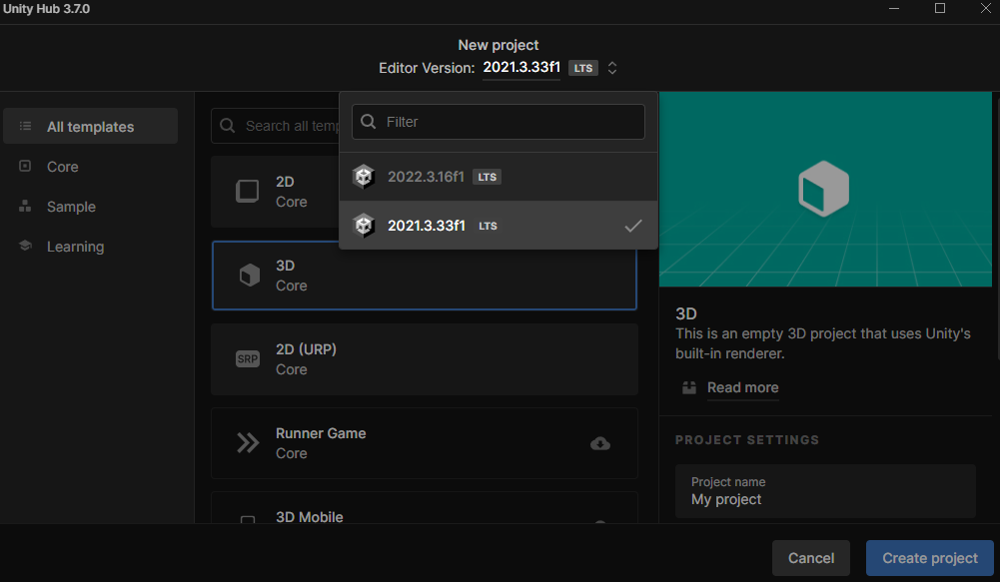 Unity Hub 3.7.0
New project
Editor Version: 2021.3.33f1 LTS
All templates
Core
Sample
Learning
Search all temp
Filter
2022.3.16f1 LTS
2021.3.33f1 LTS
2D
Core
3D
Core
SRP
2D (URP)
Core
Runner Game
Core
3D Mobile
3D
This is an empty 3D project that uses Unity's
built-in renderer.
Read more
PROJECT SETTINGS
Project name
My project
Cancel
Create project